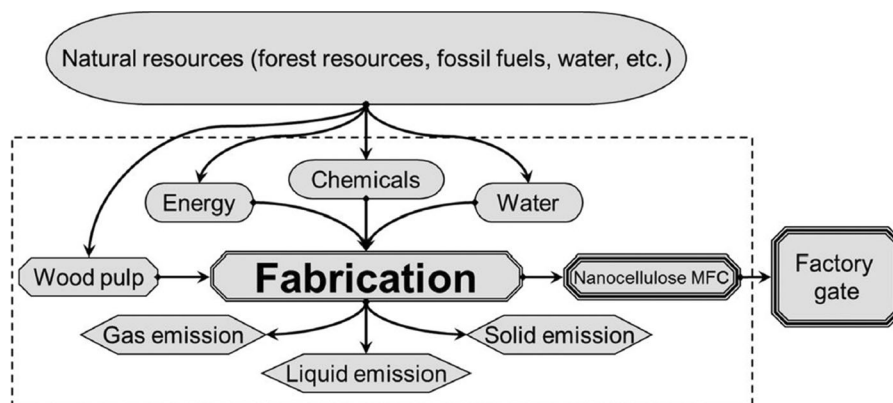 Natural resources (forest resources, fossil fuels, water, etc.)
Chemicals
Energy
Water
Wood pulp
Fabrication
Nanocellulose MFC
Factory
gate
Gas emission
Solid emission
Liquid emission